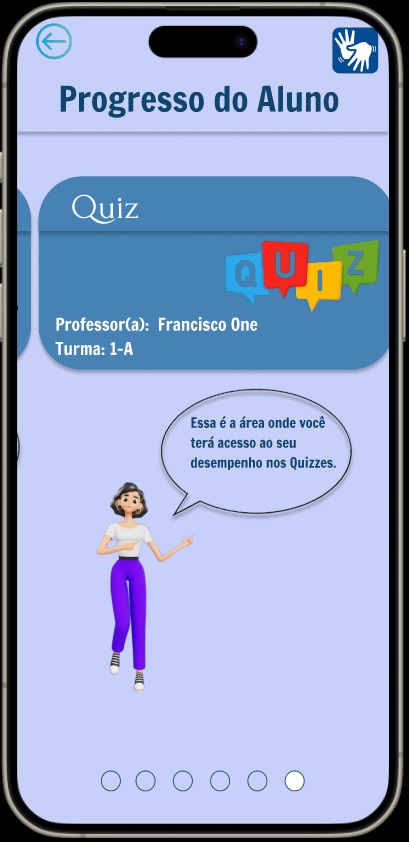 Progresso do Aluno
Quiz
QUIZ
Professor(a): Francisco One
Turma: 1-A
Essa é a área onde você
terá acesso ao seu
desempenho nos Quizzes.